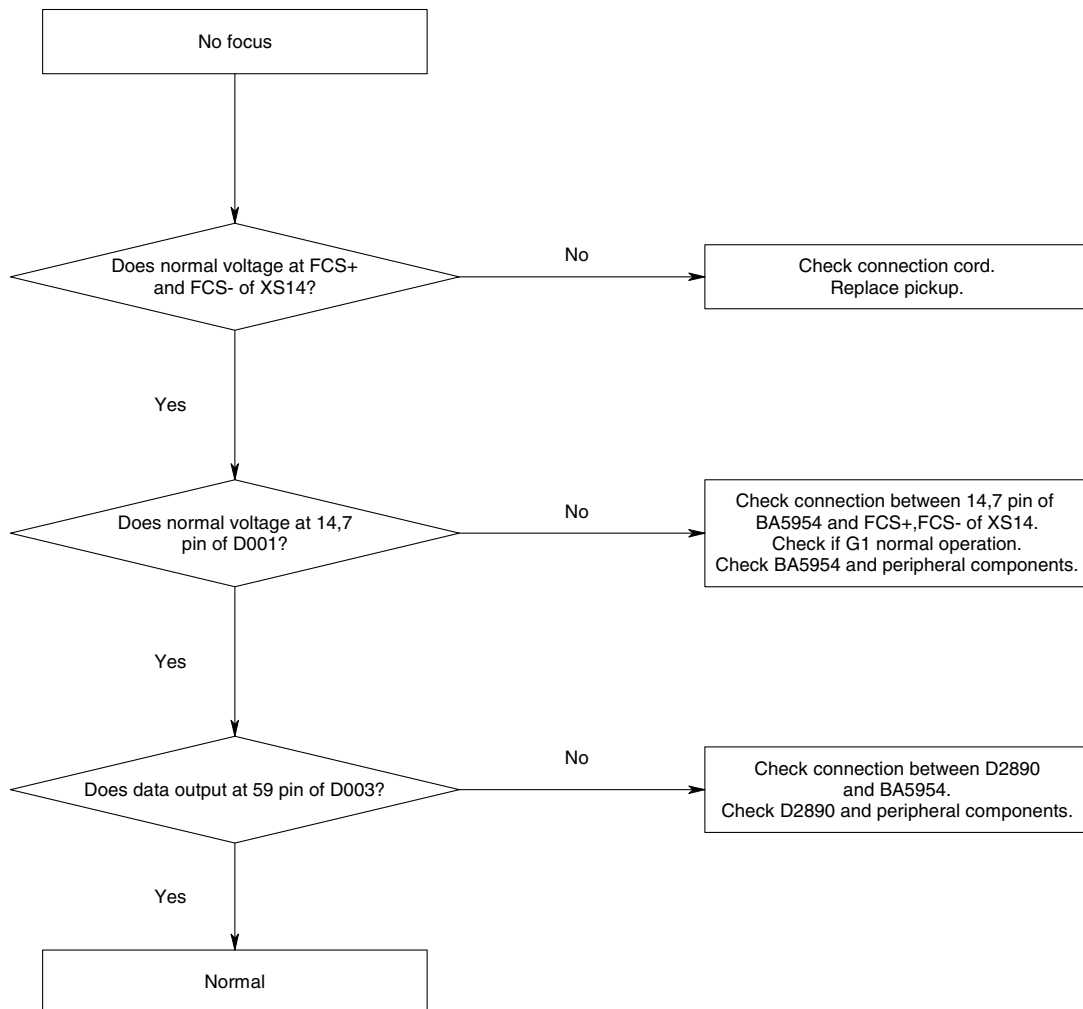 No focus
Does normal voltage at FCS+
and FCS- of XS14?
No
Check connection cord.
Replace pickup.
Yes
Does normal voltage at 14,7
pin of D001?
No
Check connection between 14,7 pin of
BA5954 and FCS+,FCS- of XS14.
Check if G1 normal operation.
Check BA5954 and peripheral components.
Yes
Does data output at 59 pin of D003?
No
Check connection between D2890
and BA5954.
Check D2890 and peripheral components.
Yes
Normal